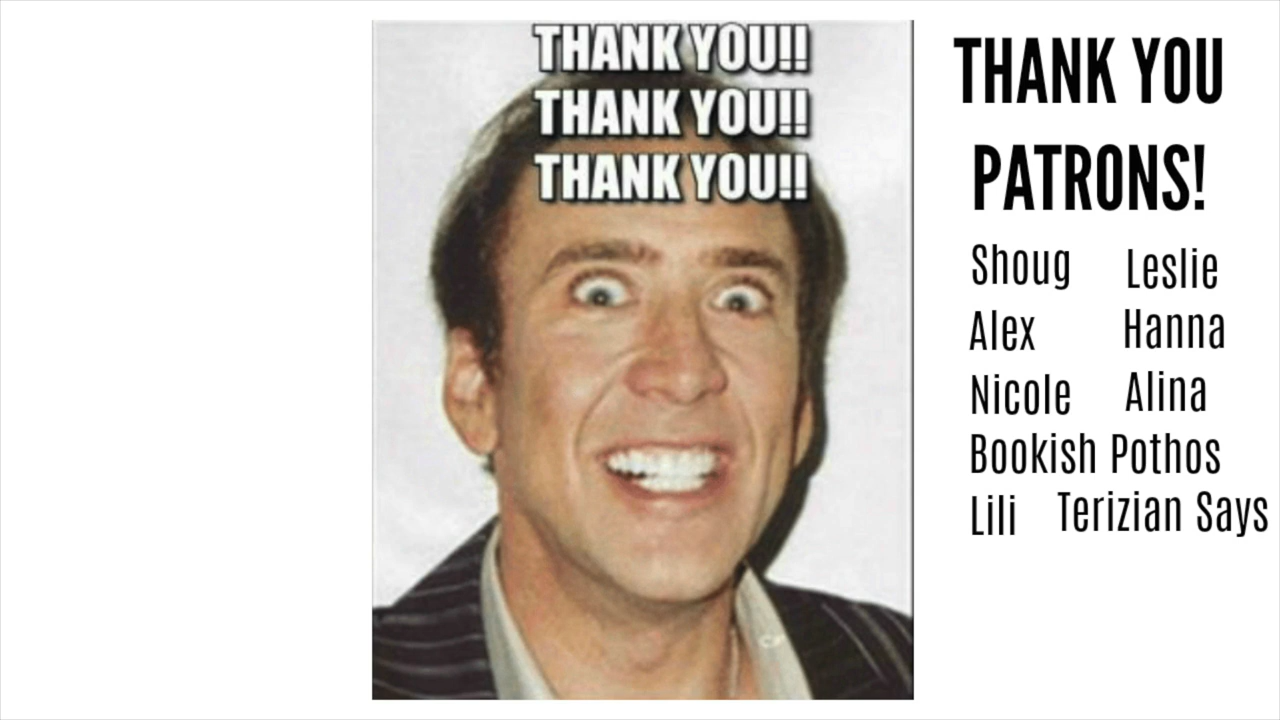 THANK YOU!!
THANK YOU!!
THANK YOU!!
THANK YOU
PATRONS!
Shoug Leslie
Alex Hanna
Nicole Alina
Bookish Pothos
Lili Terizian Says